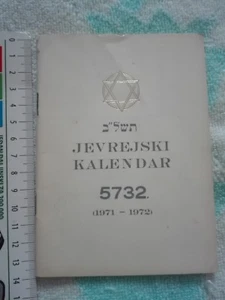 תשל"ב
JEVREJSKI
KALENDAR
5732.
(1971 - 1972)